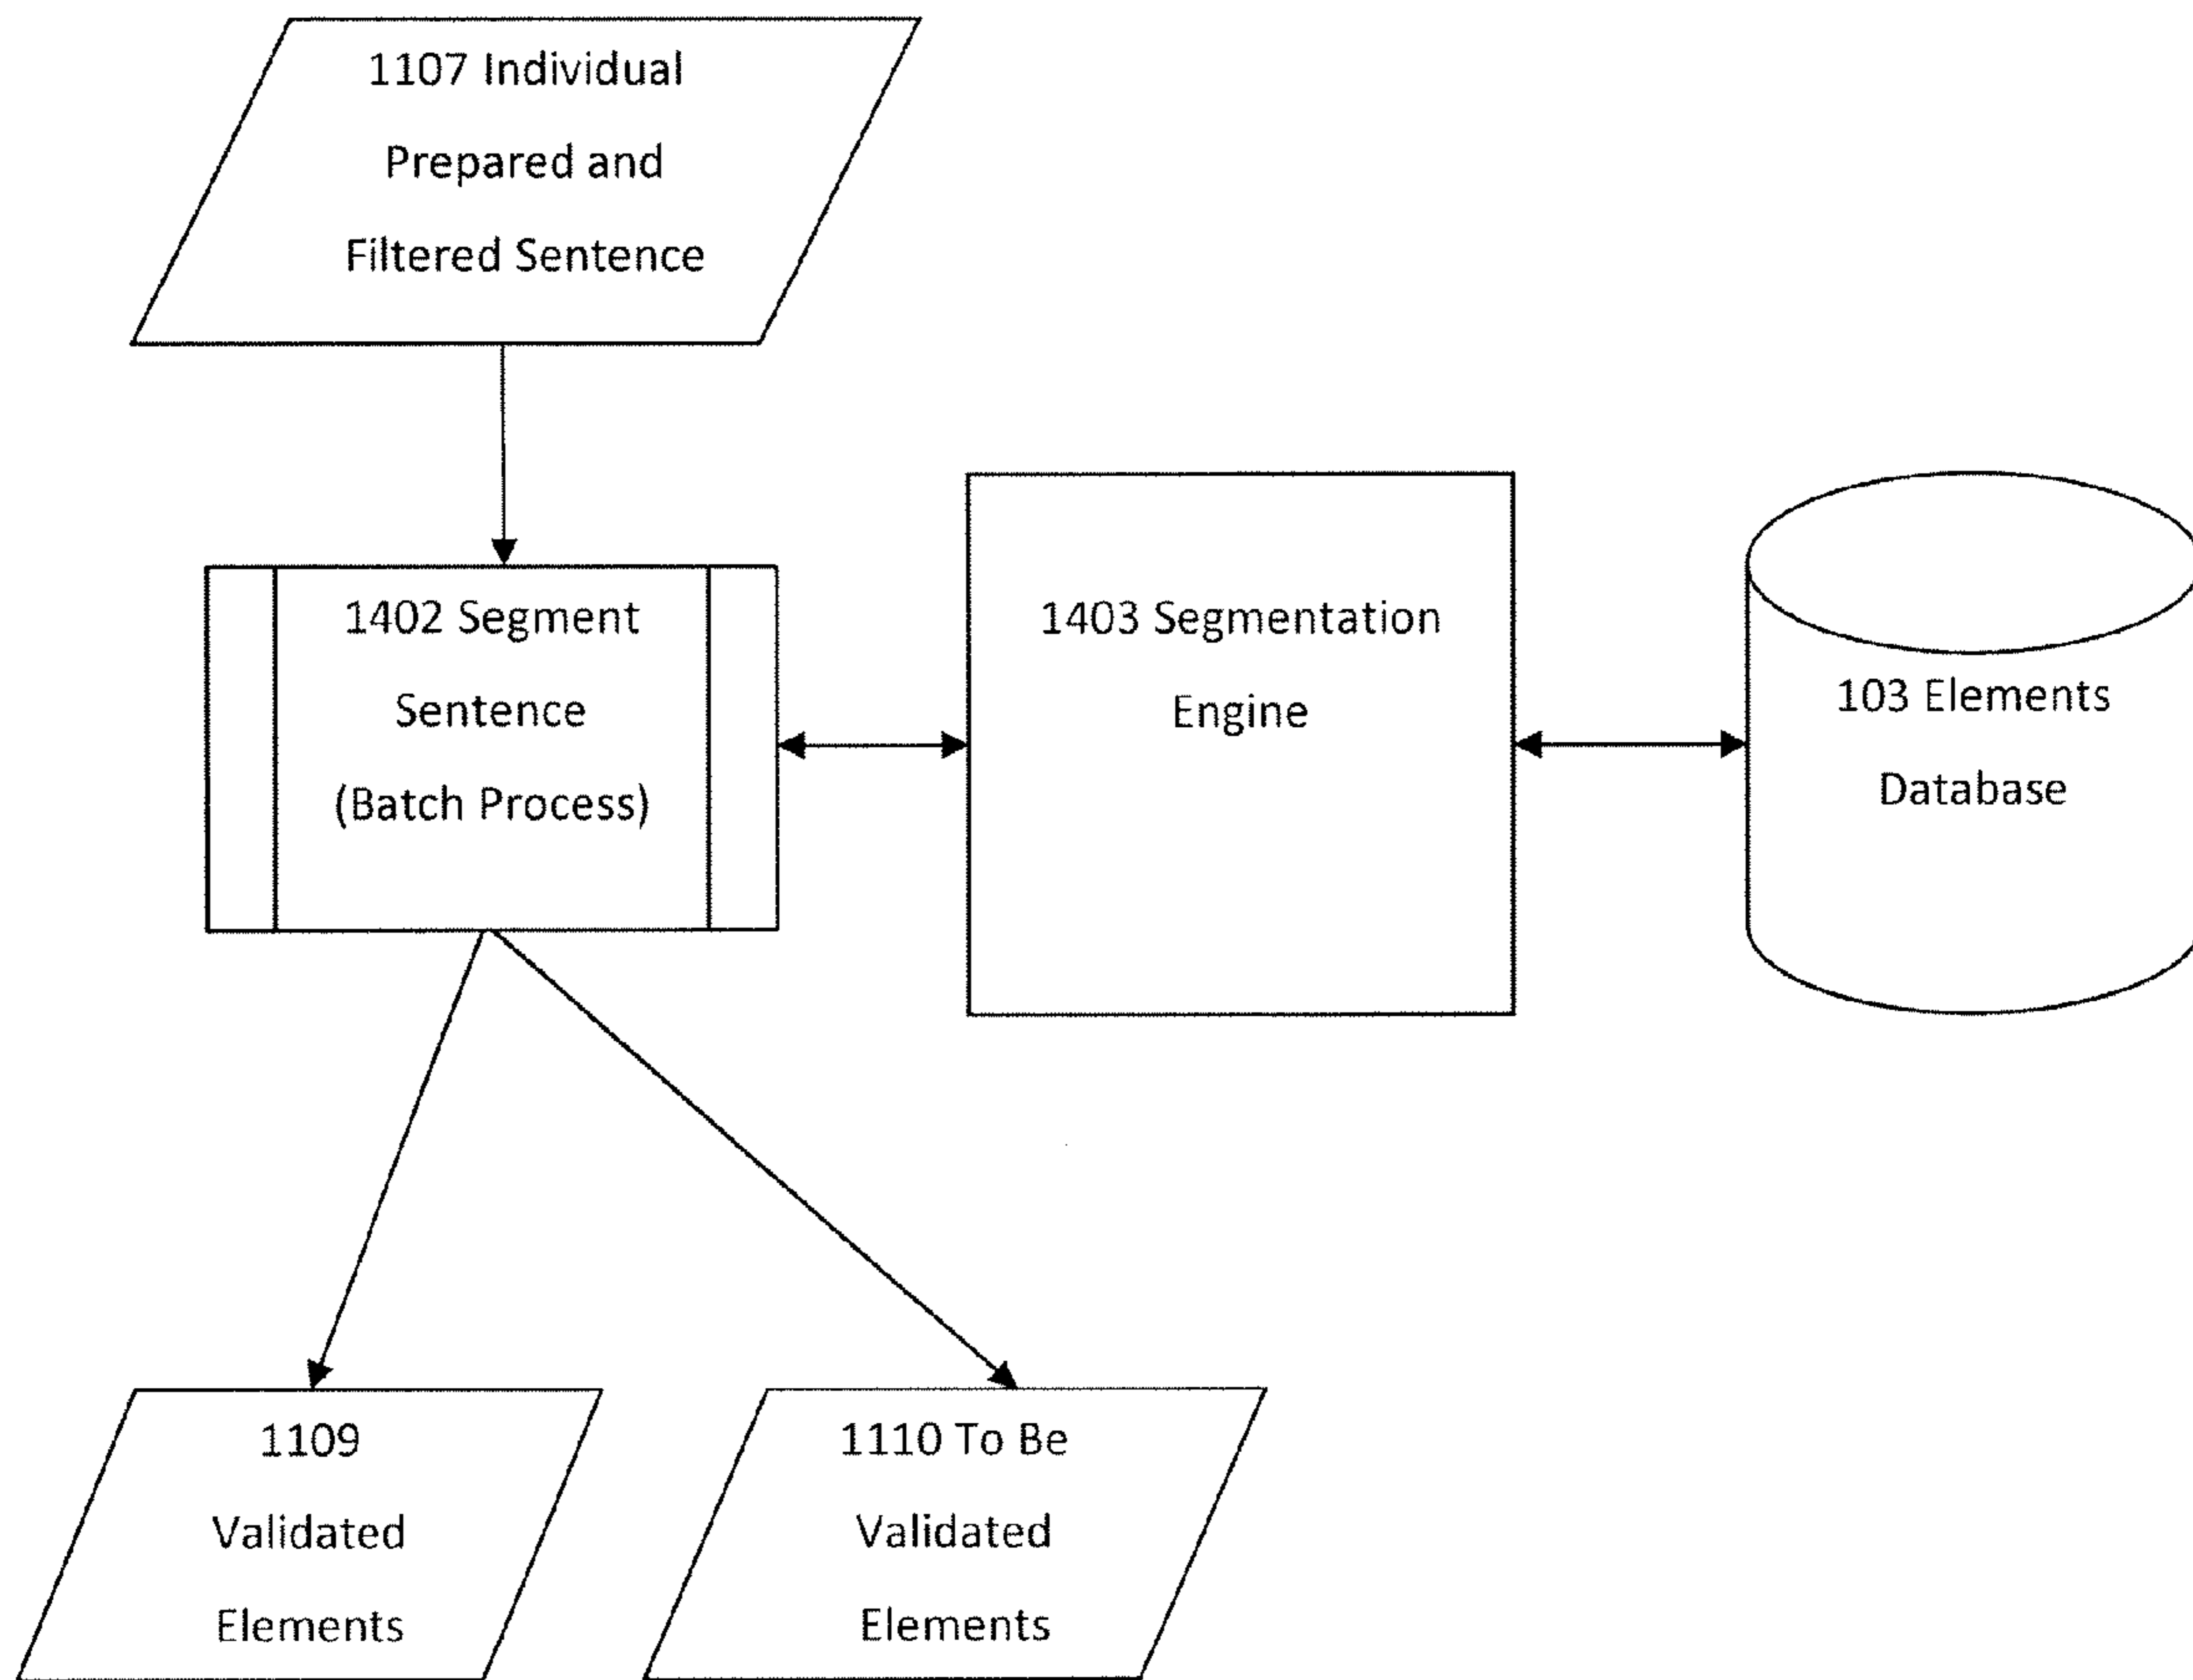 1107 Individual
Prepared and
Filtered Sentence
1402 Segment
Sentence
(Batch Process)
1403 Segmentation
Engine
103 Elements
Database
1109
Validated
Elements
1110 To Be
Validated
Elements